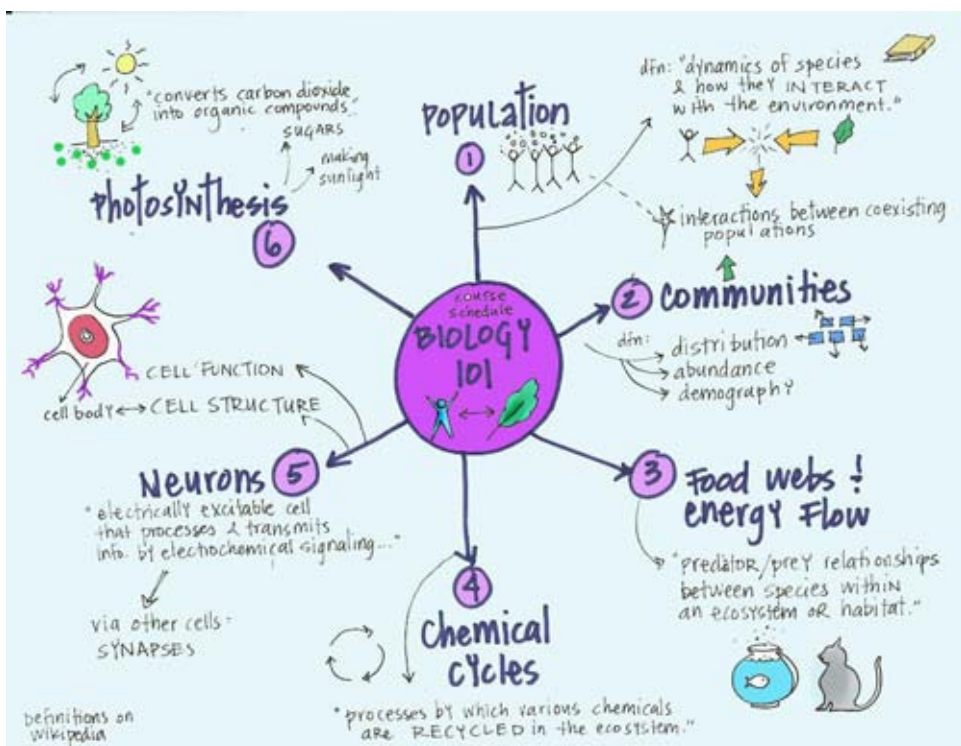 course
schedule
BIOLOGY
101
Population
1
dfn: "dynamics of species
& how they INTERACT
with the environment."
interactions between coexisting
populations
2 Communities
dfn:
distribution
abundance
demography
3 Food webs &
energy Flow
"predator/prey relationships
between species within
an ecosystem or habitat."
4
Chemical
cycles
"processes by which various chemicals
are RECYCLED in the ecosystem."
Neurons 5
CELL FUNCTION
cell body CELL STRUCTURE
"electrically excitable cell
that processes & transmits
info. by electrochemical signaling..."
via other cells =
SYNAPSES
Photosynthesis
6
"converts carbon dioxide
into organic compounds"
SUGARS
making
sunlight
definitions on
wikipedia